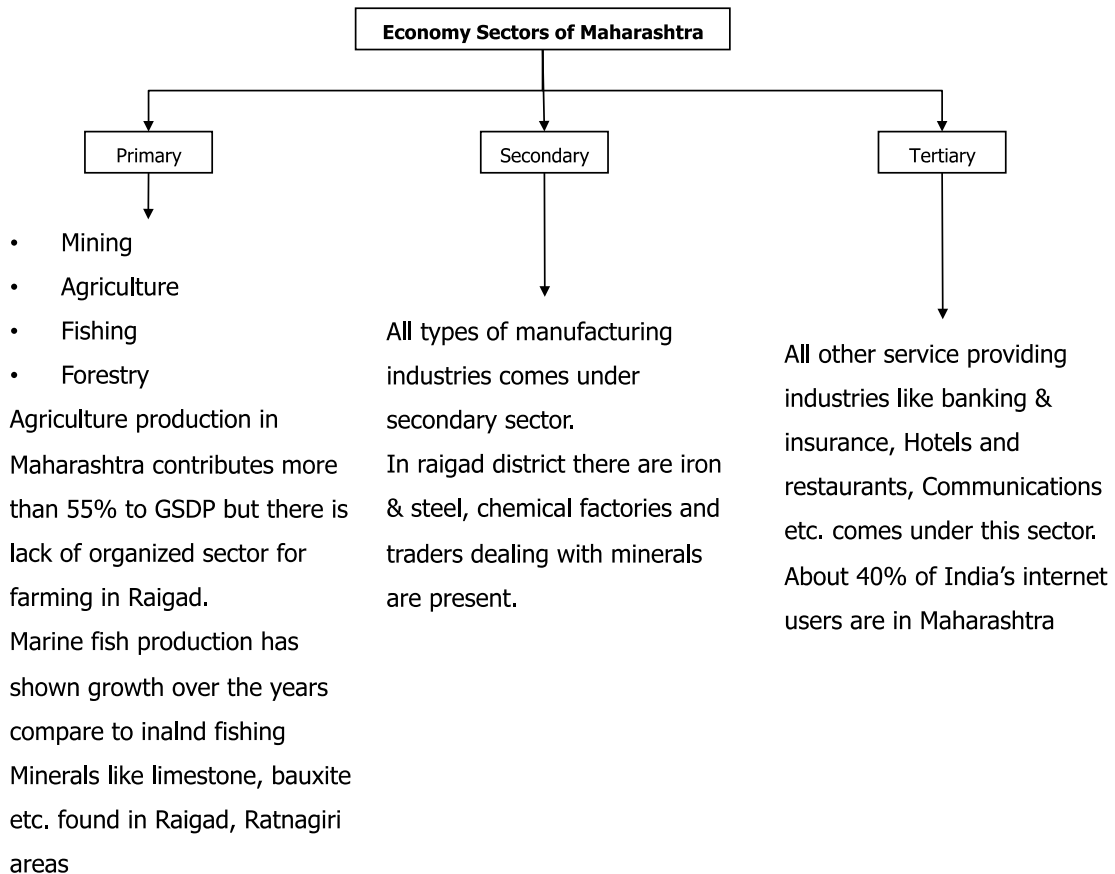 Economy Sectors of Maharashtra
Primary
Secondary
Tertiary
• Mining
• Agriculture
• Fishing
• Forestry
Agriculture production in
Maharashtra contributes more
than 55% to GSDP but there is
lack of organized sector for
farming in Raigad.
Marine fish production has
shown growth over the years
compare to inalnd fishing
Minerals like limestone, bauxite
etc. found in Raigad, Ratnagiri
areas
All types of manufacturing
industries comes under
secondary sector.
In raigad district there are iron
& steel, chemical factories and
traders dealing with minerals
are present.
All other service providing
industries like banking &
insurance, Hotels and
restaurants, Communications
etc. comes under this sector.
About 40% of India's internet
users are in Maharashtra